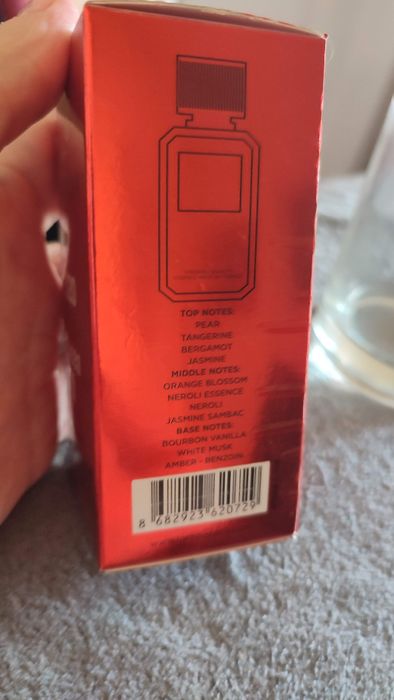 TOP NOTES:
PEAR
TANGERINE
BERGAMOT
JASMINE
MIDDLE NOTES:
ORANGE BLOSSOM
NEROLI ESSENCE
NEROLI
JASMINE SAMBAC
BASE NOTES:
BOURBON VANILLA
WHITE MUSK
AMBER - BENZOIN
8 682923 620729